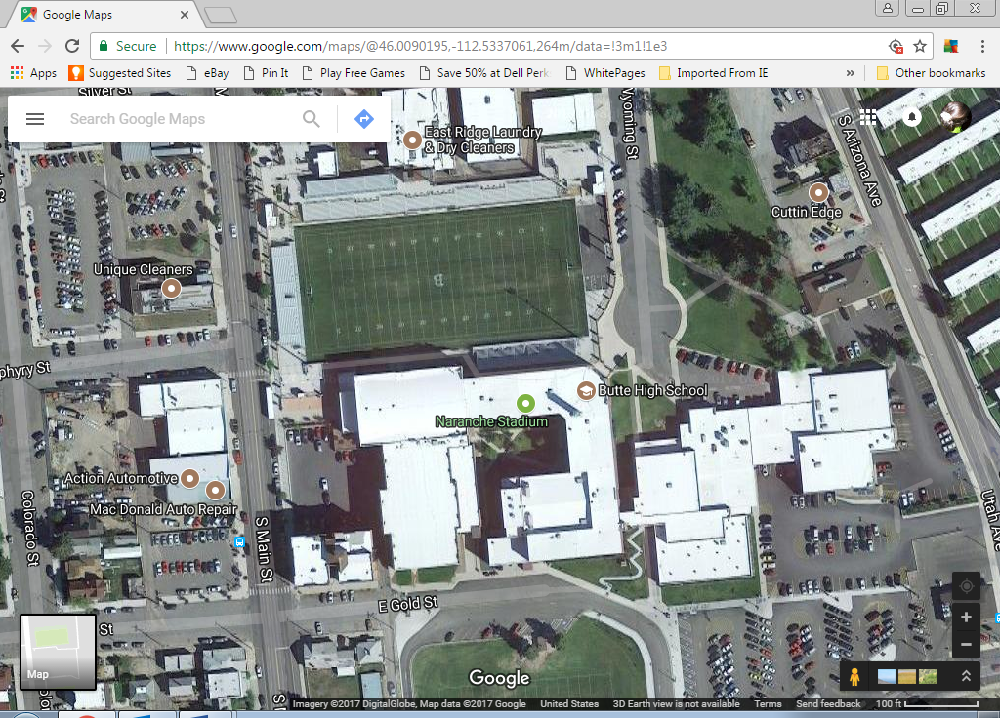 Google Maps
Secure
https://www.google.com/maps/@46.0090195,-112.5337061,264m/data=!3m1!1e3
Apps
Suggested Sites
eBay
Pin It
Play Free Games
Save 50% at Dell Perk
WhitePages
Imported From IE
»
Other bookmarks
Silver St
Search Google Maps
East Ridge Laundry
& Dry Cleaners
Wyoming St
S Arizona Ave
Cuttin Edge
Unique Cleaners
B
phyry St
Butte High School
Naranche Stadium
Action Automotive
Mac Donald Auto Repair
Colorado St
S Main St
Utah Ave
E Gold St
St
Map
Google
Imagery ©2017 DigitalGlobe, Map data ©2017 Google
United States
3D Earth view is not available
Terms
Send feedback
100 ft